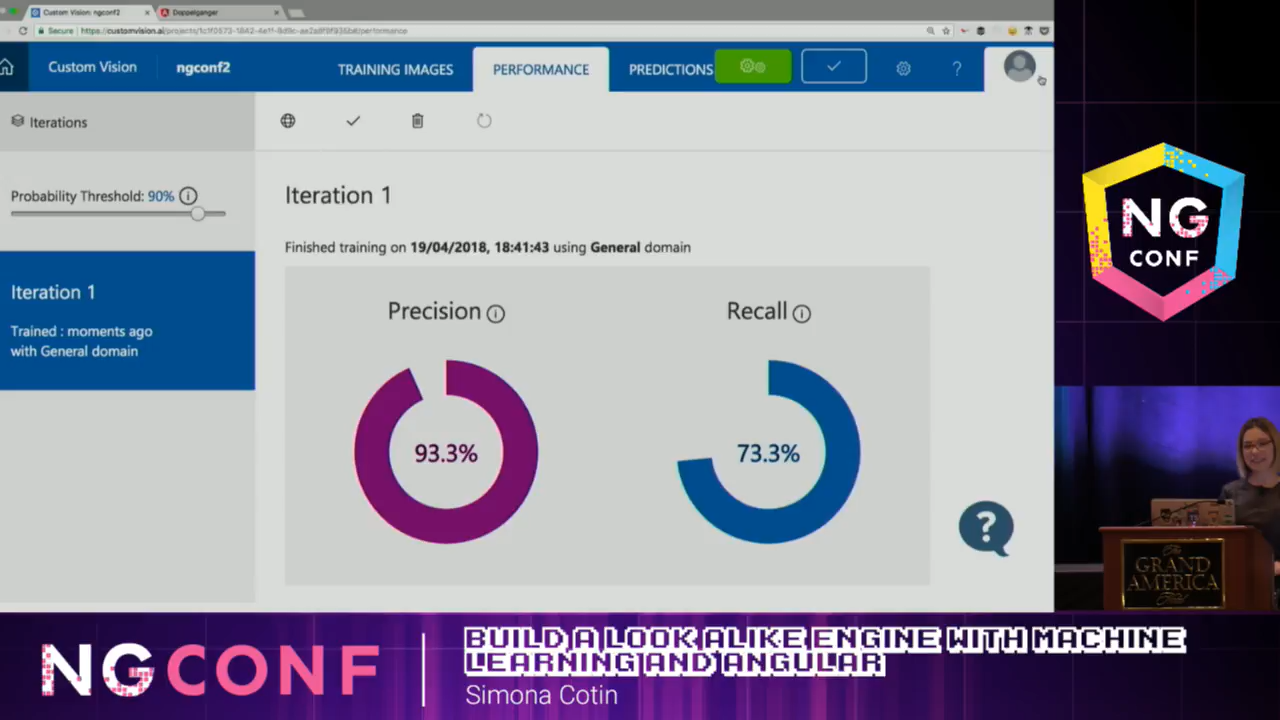 Custom Vision: ngconf2
Doppelganger
Secure
Custom Vision
ngconf2
TRAINING IMAGES
PERFORMANCE
PREDICTIONS
?
Iterations
Probability Threshold: 90%
Iteration 1
Trained : moments ago
with General domain
Iteration 1
Finished training on 19/04/2018, 18:41:43 using General domain
Precision
93.3%
Recall
73.3%
?
NG
CONF
The
GRAND
AMERICA
Hotel
NGCONF
BUILD A LOOK ALIKE ENGINE WITH MACHINE
LEARNING AND ANGULAR
Simona Cotin